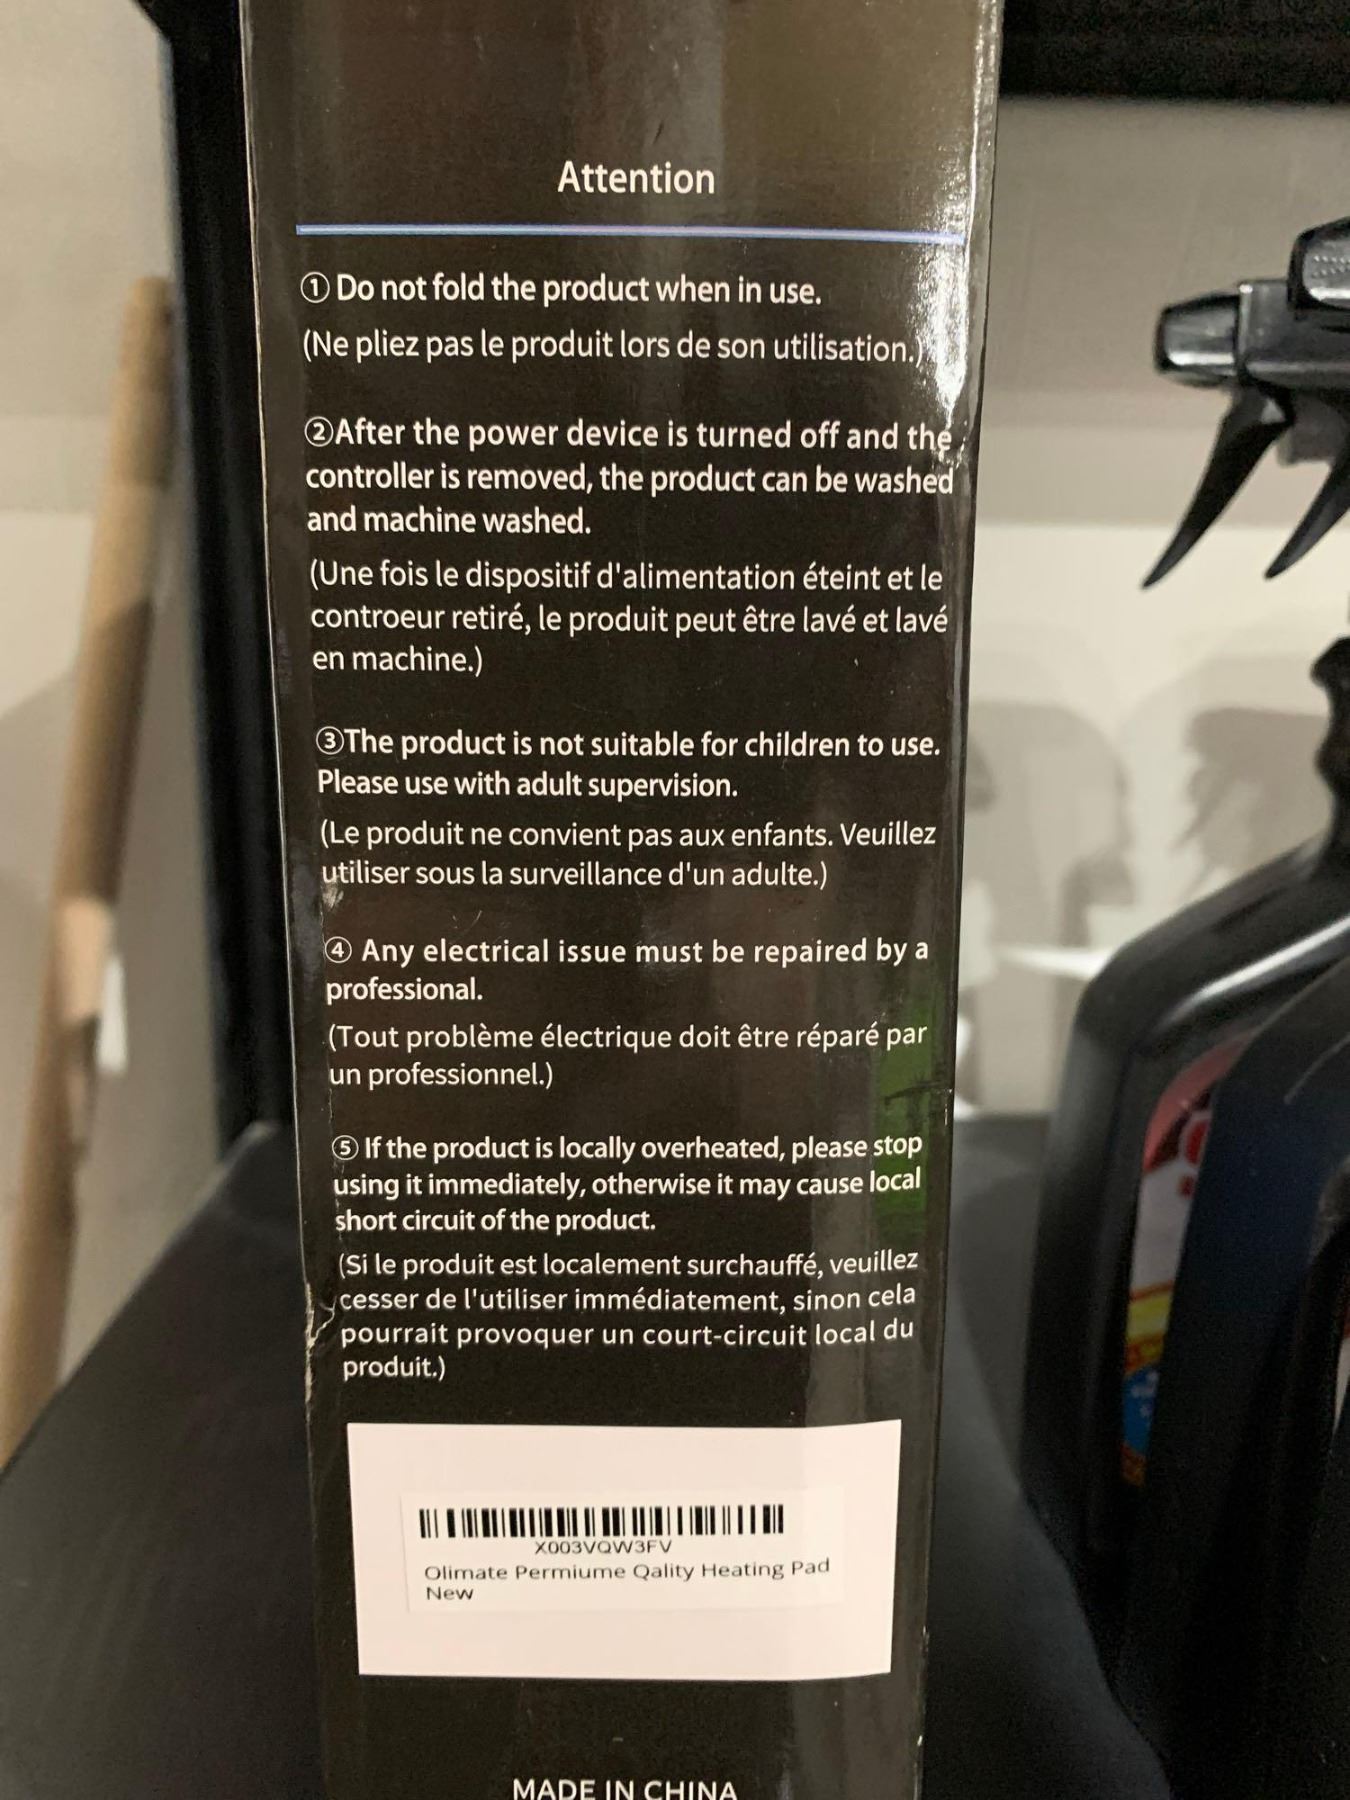 Attention
① Do not fold the product when in use.
(Ne pliez pas le produit lors de son utilisation.)
②After the power device is turned off and the
controller is removed, the product can be washed
and machine washed.
(Une fois le dispositif d'alimentation éteint et le
controeur retiré, le produit peut être lavé et lavé
en machine.)
③The product is not suitable for children to use.
Please use with adult supervision.
(Le produit ne convient pas aux enfants. Veuillez
utiliser sous la surveillance d'un adulte.)
④ Any electrical issue must be repaired by a
professional.
(Tout problème électrique doit être réparé par
un professionnel.)
⑤ If the product is locally overheated, please stop
using it immediately, otherwise it may cause local
short circuit of the product.
(Si le produit est localement surchauffé, veuillez
cesser de l'utiliser immédiatement, sinon cela
pourrait provoquer un court-circuit local du
produit.)
X003VQW3FV
Olimate Permiume Qality Heating Pad
New
MADE IN CHINA